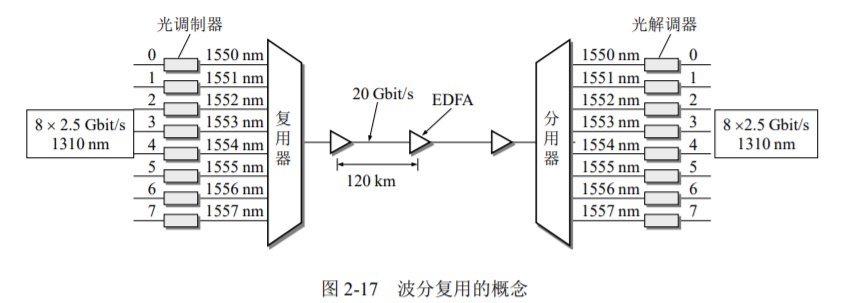 光调制器
光解调器
0 1550 nm
1 1551 nm
2 1552 nm
3 1553 nm
4 1554 nm
5 1555 nm
6 1556 nm
7 1557 nm
8 × 2.5 Gbit/s
1310 nm
复用器
20 Gbit/s
EDFA
120 km
分用器
1550 nm 0
1551 nm 1
1552 nm 2
1553 nm 3
1554 nm 4
1555 nm 5
1556 nm 6
1557 nm 7
8 ×2.5 Gbit/s
1310 nm
图 2-17 波分复用的概念